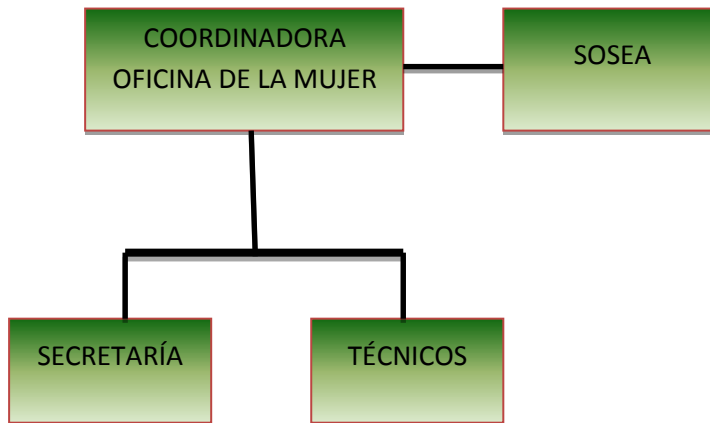 COORDINADORA
OFICINA DE LA MUJER
SOSEA
SECRETARÍA
TÉCNICOS